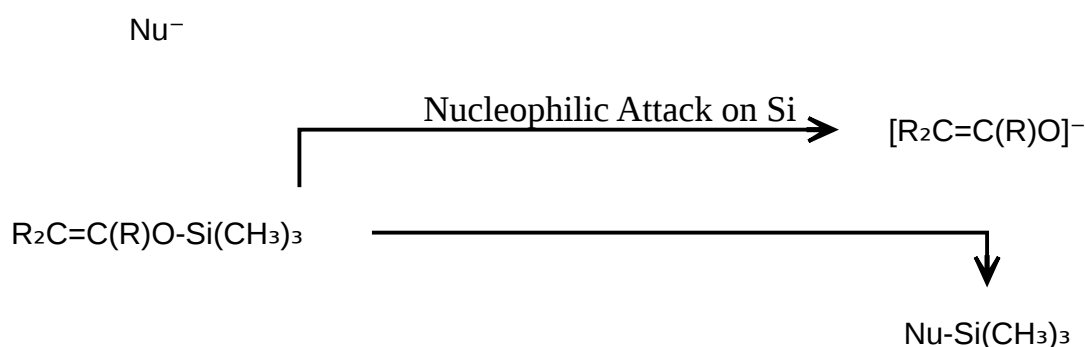 Nu⁻
Nucleophilic Attack on Si
[R₂C=C(R)O]⁻
R₂C=C(R)O-Si(CH₃)₃
Nu-Si(CH₃)₃